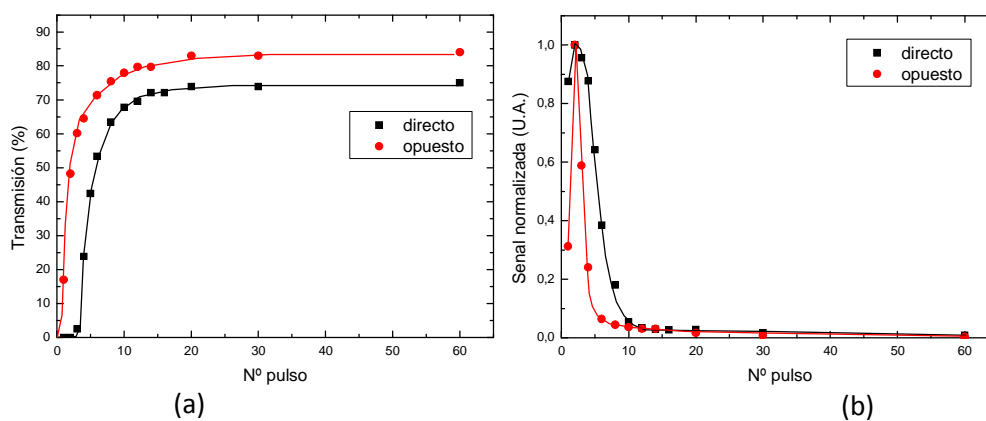 90
80
70
60
50
40
30
20
10
0
Transmisión (%)
directo
opuesto
0 10 20 30 40 50 60
Nº pulso
(a)
1,0
0,8
0,6
0,4
0,2
0,0
Senal normalizada (U.A.)
directo
opuesto
0 10 20 30 40 50 60
Nº pulso
(b)